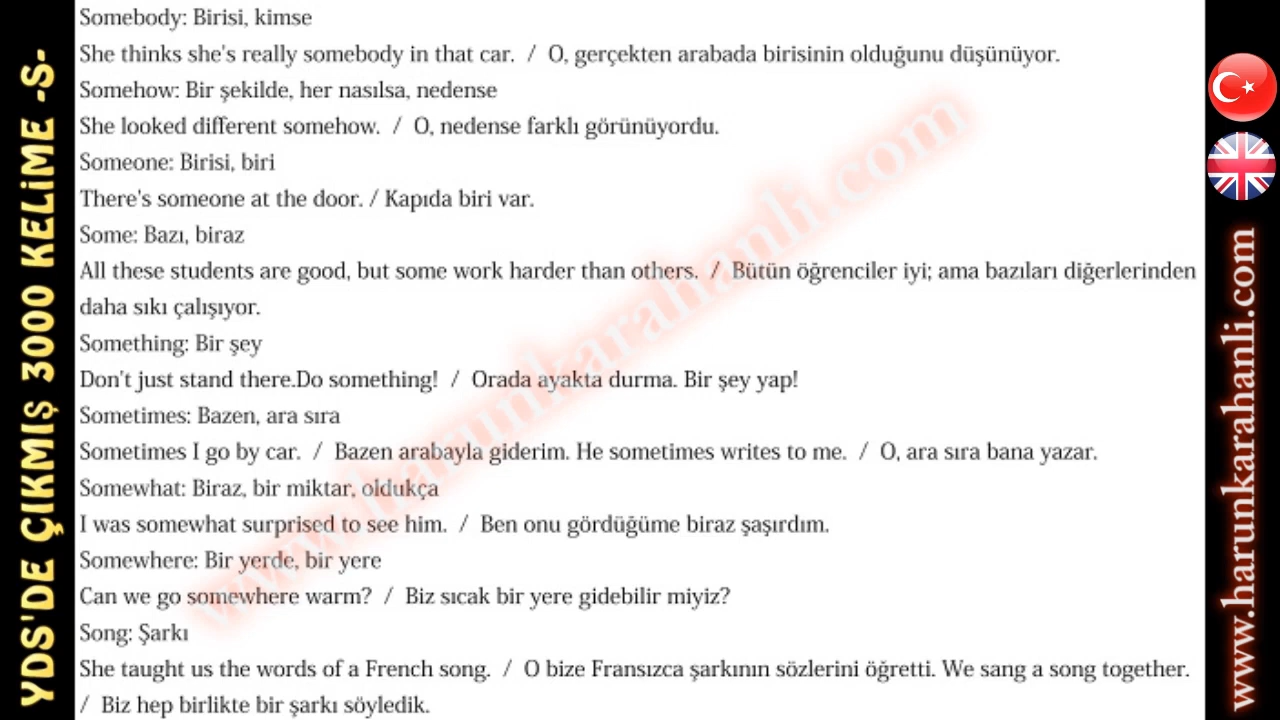 YDS'DE ÇIKMIŞ 3000 KELİME -S-
Somebody: Birisi, kimse
She thinks she's really somebody in that car. / O, gerçekten arabada birisinin olduğunu düşünüyor.
Somehow: Bir şekilde, her nasılsa, nedense
She looked different somehow. / O, nedense farklı görünüyordu.
Someone: Birisi, biri
There's someone at the door. / Kapıda biri var.
Some: Bazı, biraz
All these students are good, but some work harder than others. / Bütün öğrenciler iyi; ama bazıları diğerlerinden
daha sıkı çalışıyor.
Something: Bir şey
Don't just stand there.Do something! / Orada ayakta durma. Bir şey yap!
Sometimes: Bazen, ara sıra
Sometimes I go by car. / Bazen arabayla giderim. He sometimes writes to me. / O, ara sıra bana yazar.
Somewhat: Biraz, bir miktar, oldukça
I was somewhat surprised to see him. / Ben onu gördüğüme biraz şaşırdım.
Somewhere: Bir yerde, bir yere
Can we go somewhere warm? / Biz sıcak bir yere gidebilir miyiz?
Song: Şarkı
She taught us the words of a French song. / O bize Fransızca şarkının sözlerini öğretti. We sang a song together.
/ Biz hep birlikte bir şarkı söyledik.
www.harunkarahanli.com
www.harunkarahanli.com